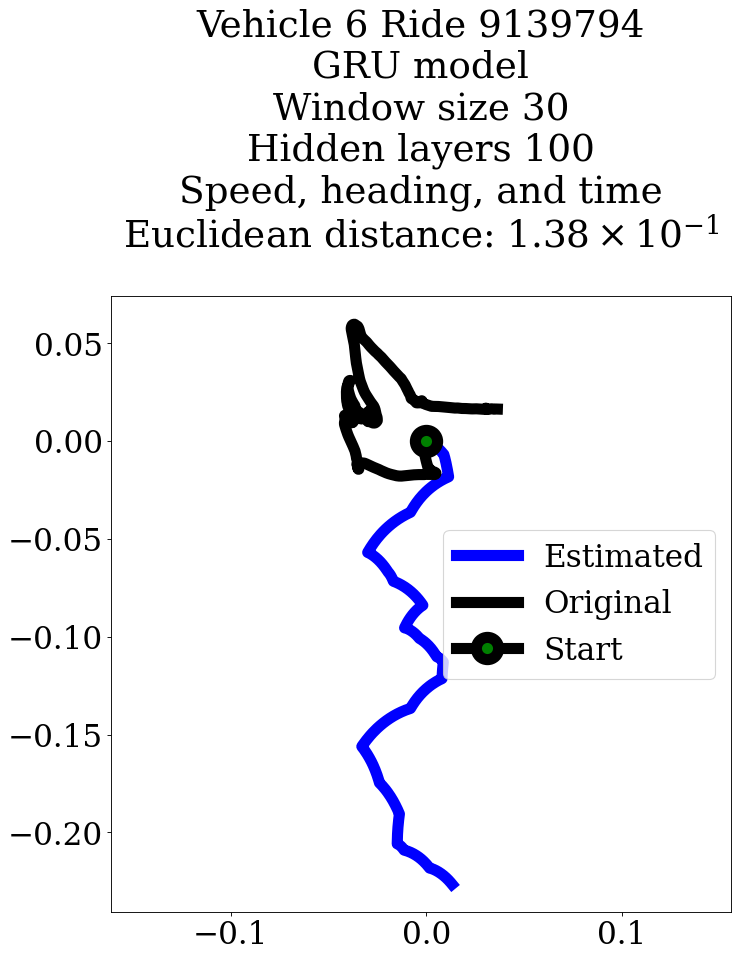 Vehicle 6 Ride 9139794
GRU model
Window size 30
Hidden layers 100
Speed, heading, and time
Euclidean distance: 1.38 × 10⁻¹
0.05
0.00
−0.05
−0.10
−0.15
−0.20
Estimated
Original
Start
−0.1
0.0
0.1